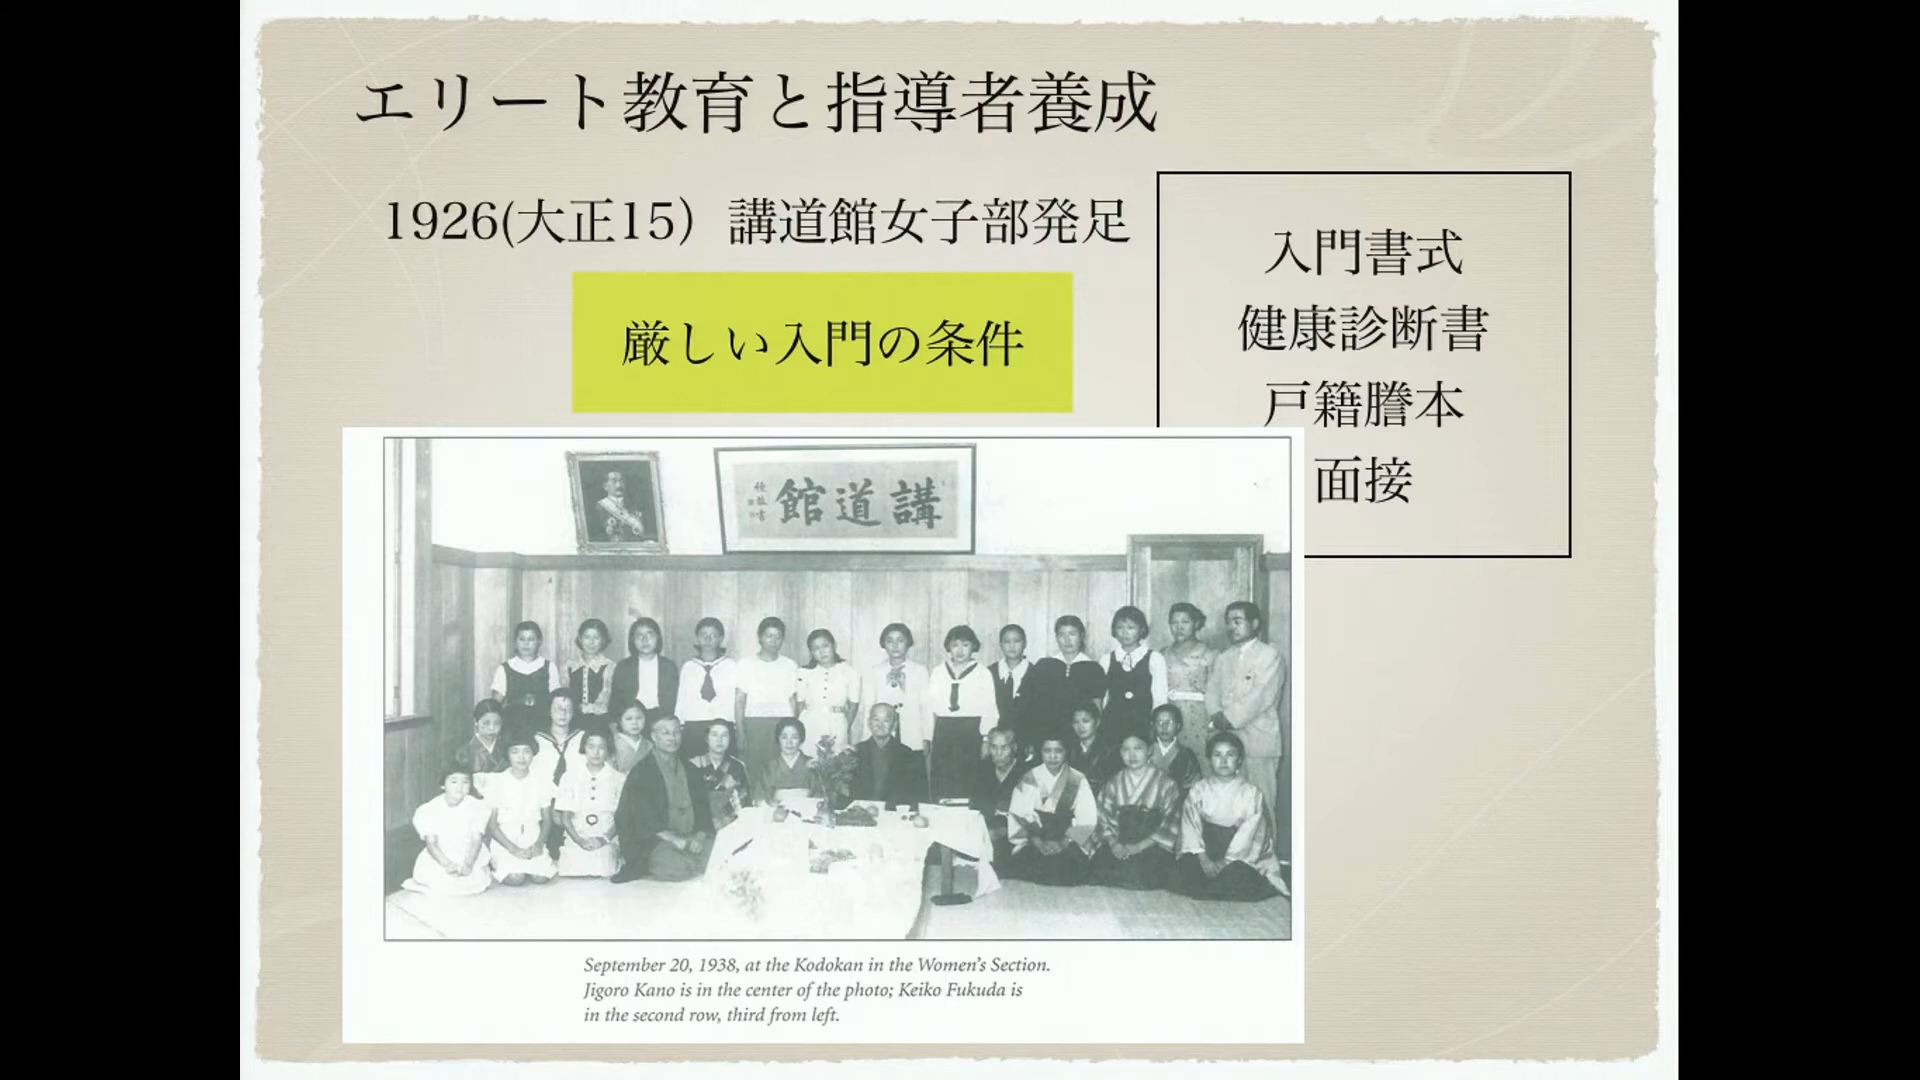 エリート教育と指導者養成
1926(大正15）講道館女子部発足
厳しい入門の条件
入門書式
健康診断書
戸籍謄本
面接
館道講
September 20, 1938, at the Kodokan in the Women's Section.
Jigoro Kano is in the center of the photo; Keiko Fukuda is
in the second row, third from left.